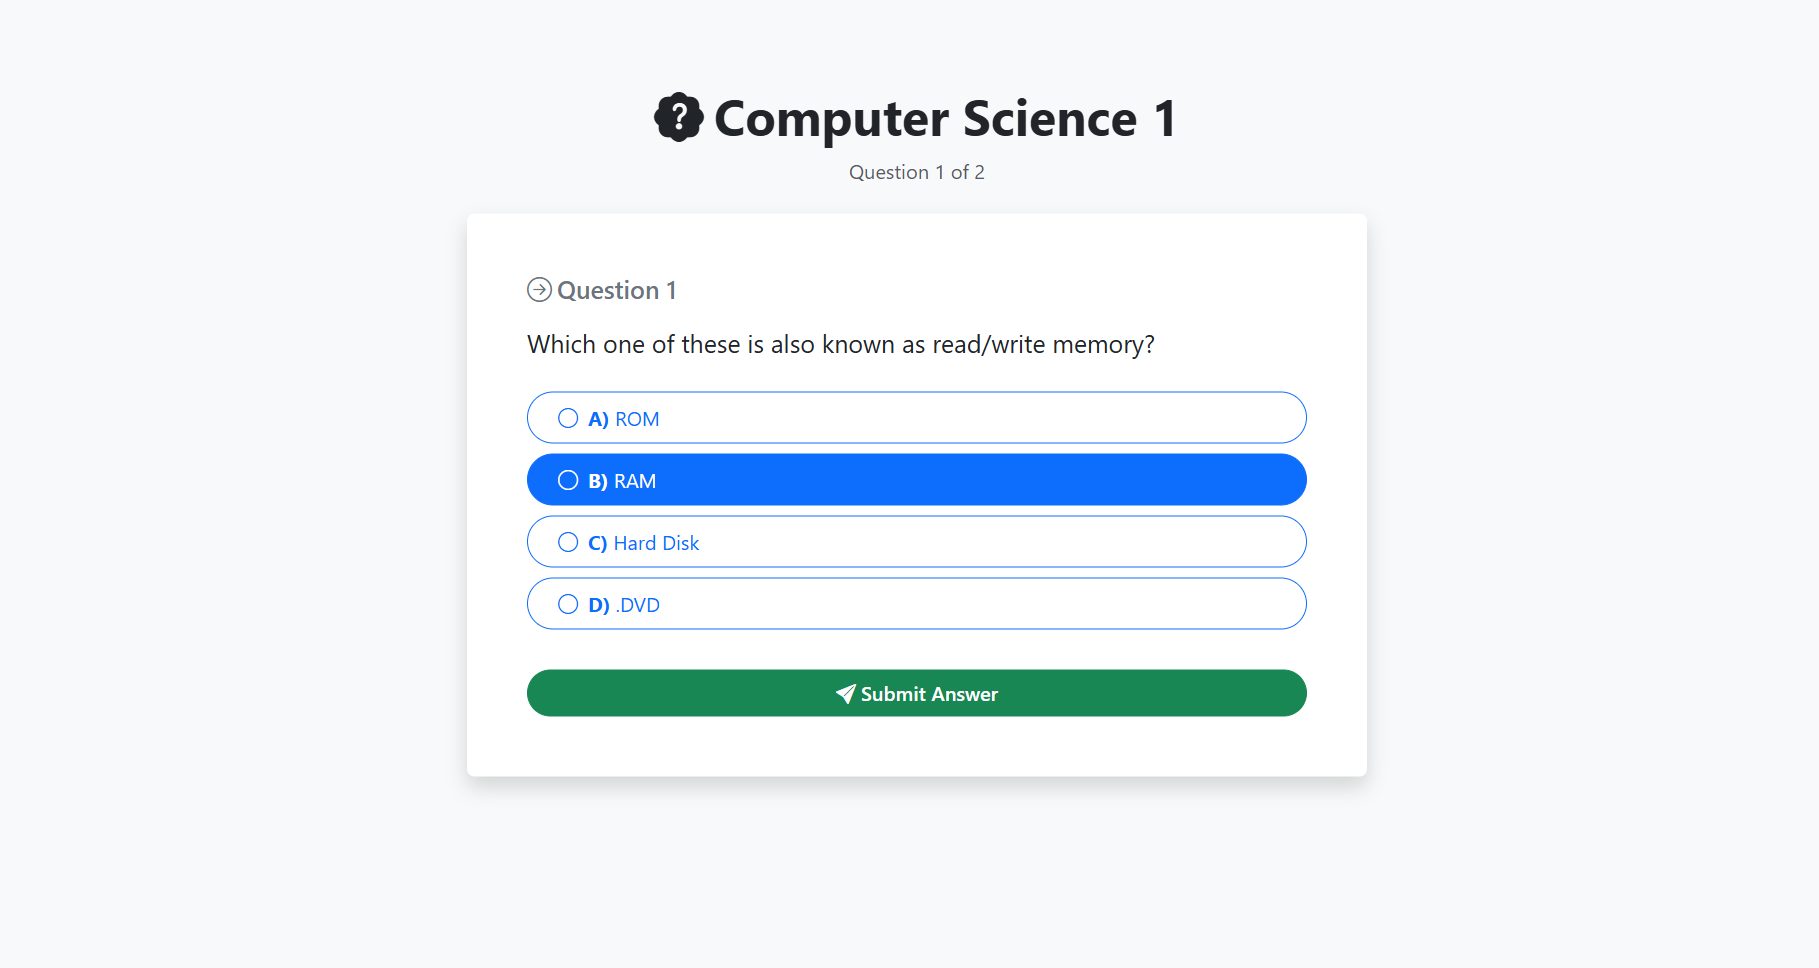 Computer Science 1
Question 1 of 2
Question 1
Which one of these is also known as read/write memory?
A) ROM
B) RAM
C) Hard Disk
D) .DVD
Submit Answer